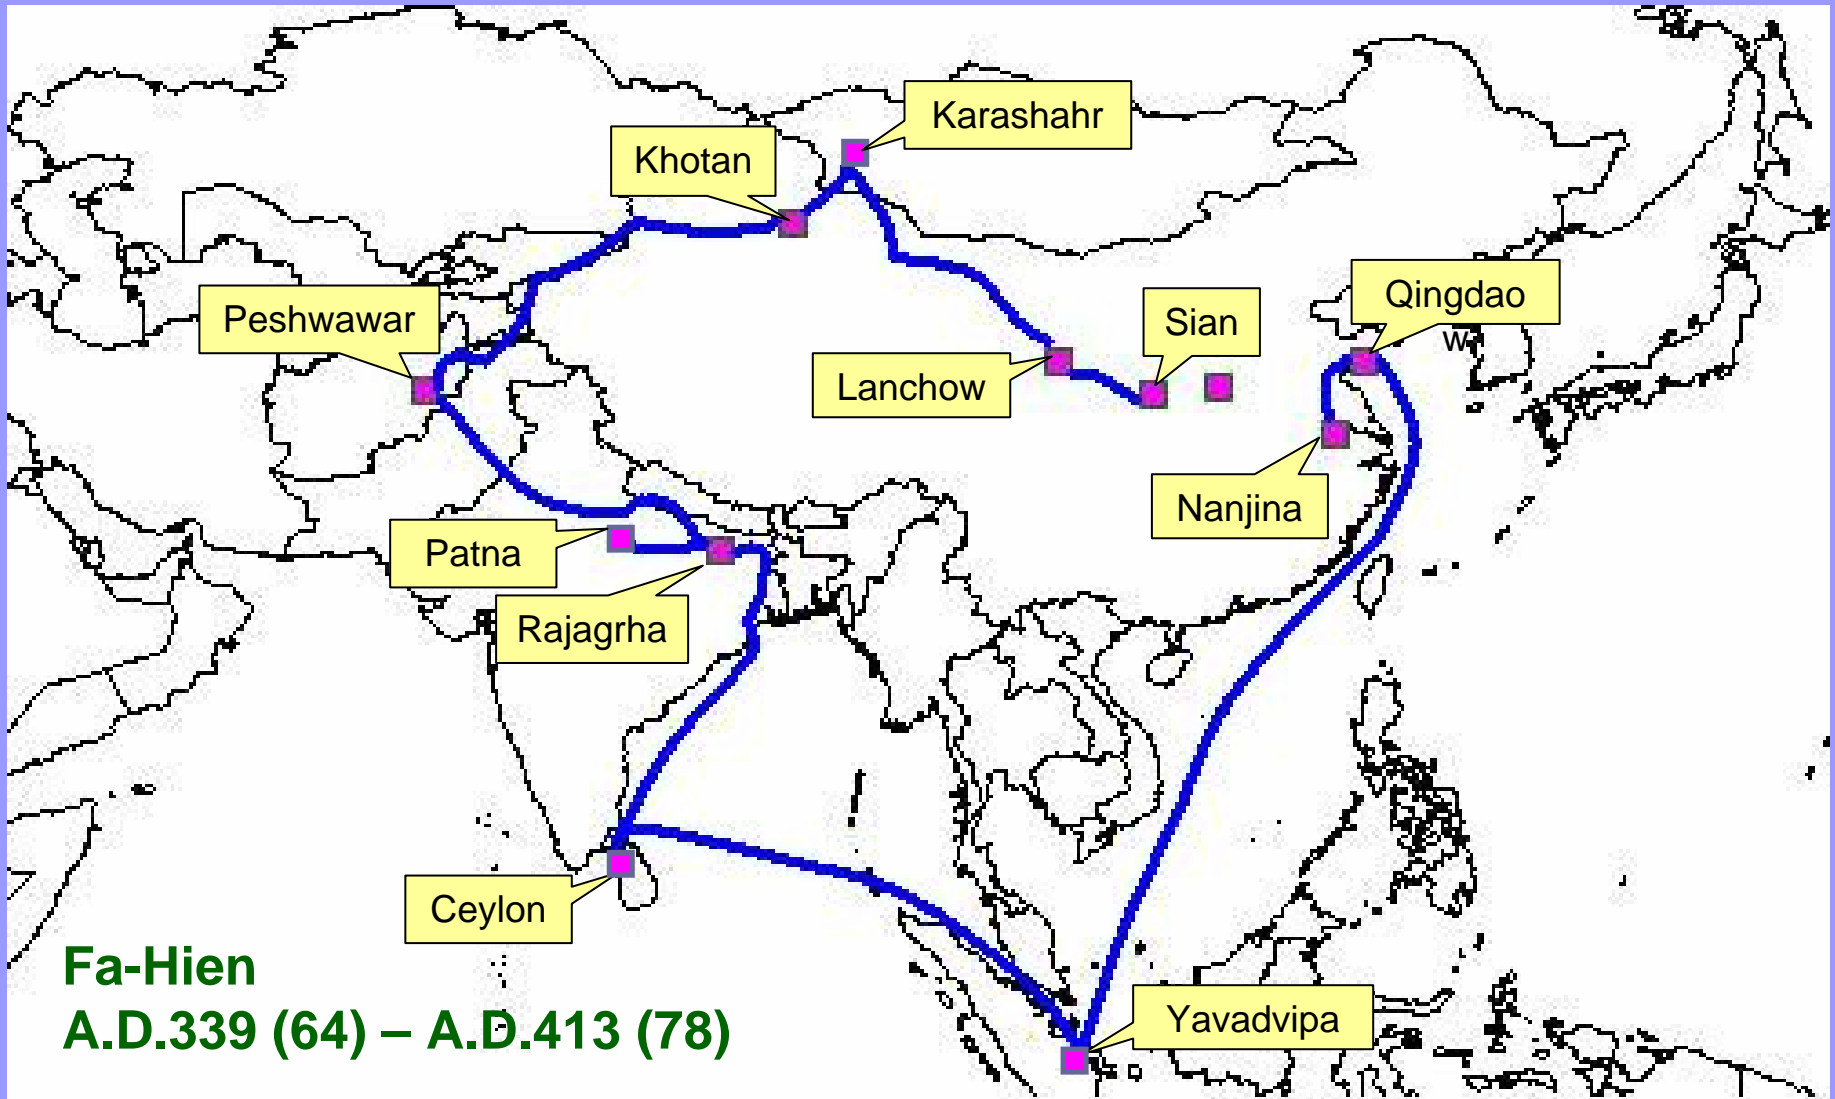 Karashahr
Khotan
Qingdao
Peshwawar
Sian
w
Lanchow
Nanjina
Patna
Rajagrha
Ceylon
Fa-Hien
A.D.339 (64) – A.D.413 (78)
Yavadvipa